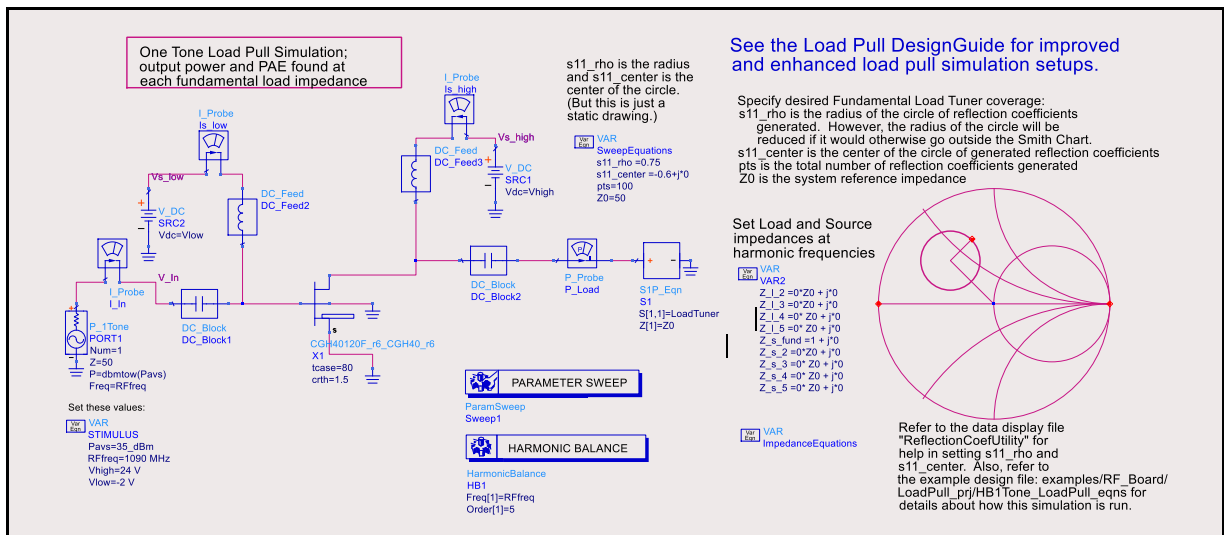 One Tone Load Pull Simulation;
output power and PAE found at
each fundamental load impedance
See the Load Pull DesignGuide for improved
and enhanced load pull simulation setups.
s11_rho is the radius
and s11_center is the
center of the circle.
(But this is just a
static drawing.)
Var
Eqn
VAR
SweepEquations
s11_rho =0.75
s11_center =-0.6+j*0
pts=100
Z0=50
Specify desired Fundamental Load Tuner coverage:
s11_rho is the radius of the circle of reflection coefficients
generated.  However, the radius of the circle will be
reduced if it would otherwise go outside the Smith Chart.
s11_center is the center of the circle of generated reflection coefficients
pts is the total number of reflection coefficients generated
Z0 is the system reference impedance
I_Probe
Is_high
Vs_high
DC_Feed
DC_Feed3
V_DC
SRC1
Vdc=Vhigh
I_Probe
Is_low
Vs_low
DC_Feed
DC_Feed2
V_DC
SRC2
Vdc=Vlow
I_Probe
I_In
V_In
DC_Block
DC_Block1
P_1Tone
PORT1
Num=1
Z=50
P=dbmtow(Pavs)
Freq=RFfreq
s
CGH40120F_r6_CGH40_r6
X1
tcase=80
crth=1.5
DC_Block
DC_Block2
P
P_Probe
P_Load
S1P_Eqn
S1
S[1,1]=LoadTuner
Z[1]=Z0
Set Load and Source
impedances at
harmonic frequencies
Var
Eqn
VAR
VAR2
Z_l_2 =0*Z0 + j*0
Z_l_3 =0*Z0 + j*0
Z_l_4 =0* Z0 + j*0
Z_l_5 =0* Z0 + j*0
Z_s_fund =1 + j*0
Z_s_2 =0*Z0 + j*0
Z_s_3 =0* Z0 + j*0
Z_s_4 =0* Z0 + j*0
Z_s_5 =0* Z0 + j*0
Var
Eqn
VAR
ImpedanceEquations
Set these values:
Var
Eqn
VAR
STIMULUS
Pavs=35_dBm
RFfreq=1090 MHz
Vhigh=24 V
Vlow=-2 V
PARAMETER SWEEP
ParamSweep
Sweep1
HARMONIC BALANCE
HarmonicBalance
HB1
Freq[1]=RFfreq
Order[1]=5
Refer to the data display file
"ReflectionCoefUtility" for
help in setting s11_rho and
s11_center.  Also, refer to
the example design file: examples/RF_Board/
LoadPull_prj/HB1Tone_LoadPull_eqns for
details about how this simulation is run.